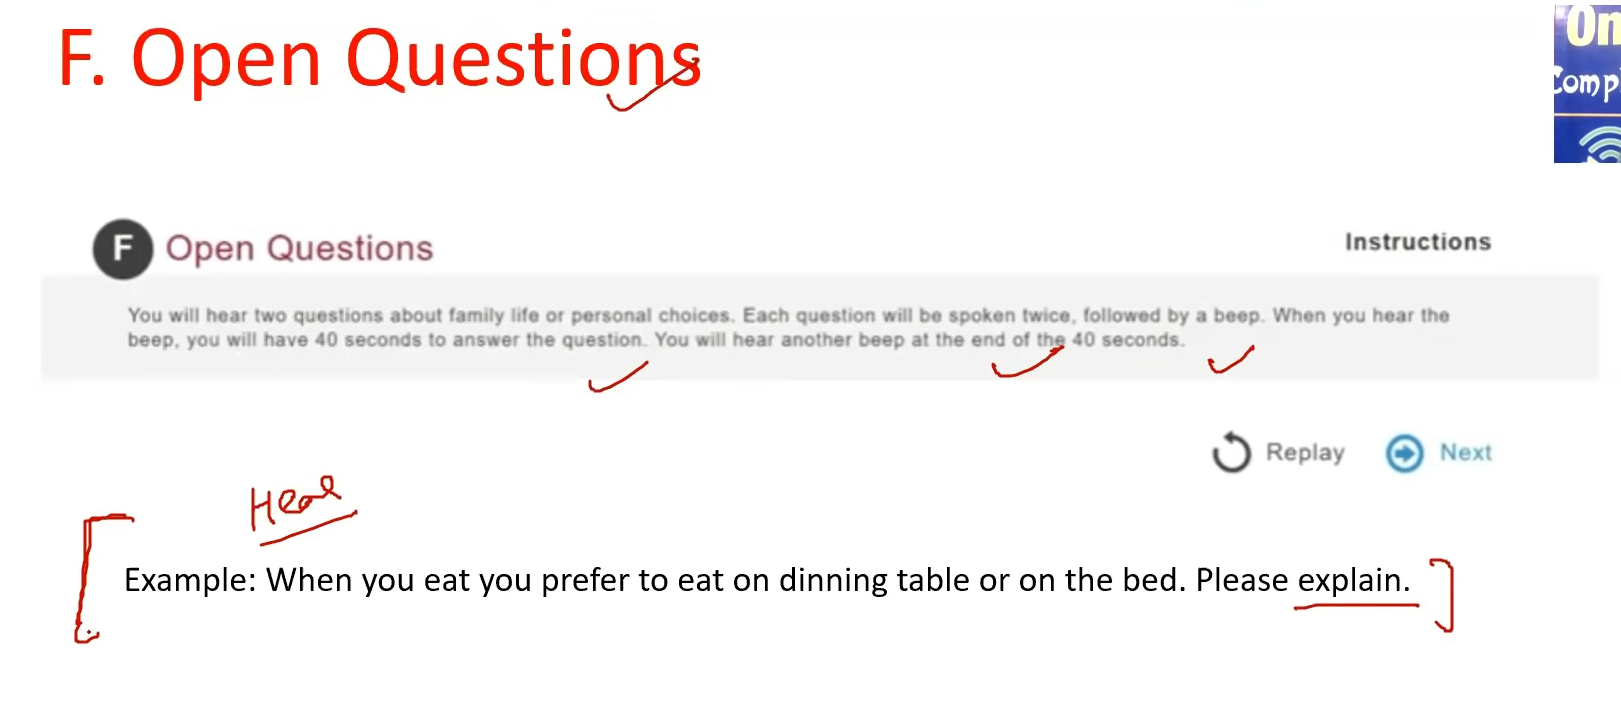 F. Open Questions
On
Comp
F Open Questions
Instructions
You will hear two questions about family life or personal choices. Each question will be spoken twice, followed by a beep. When you hear the
beep, you will have 40 seconds to answer the question. You will hear another beep at the end of the 40 seconds.
Replay Next
Hear
Example: When you eat you prefer to eat on dinning table or on the bed. Please explain.